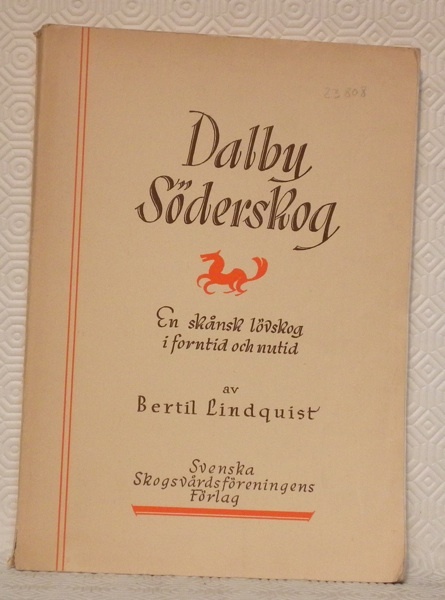 23 808
Dalby
Söderskog
En skånsk lövskog
i forntid och nutid
av
Bertil Lindquist
Svenska
Skogsvårdsföreningens
Förlag